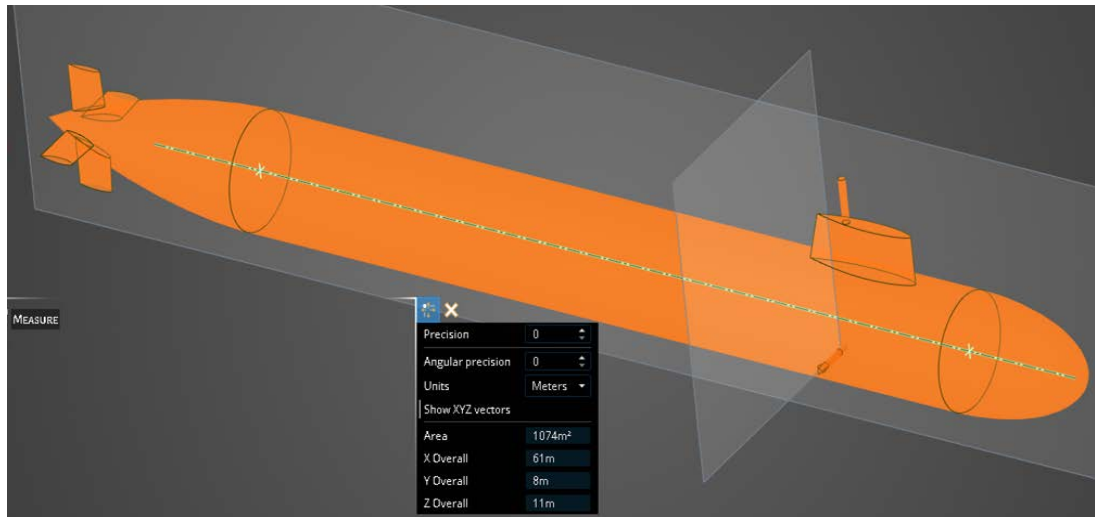 MEASURE
Precision 0
Angular precision 0
Units Meters
Show XYZ vectors
Area 1074m²
X Overall 61m
Y Overall 8m
Z Overall 11m